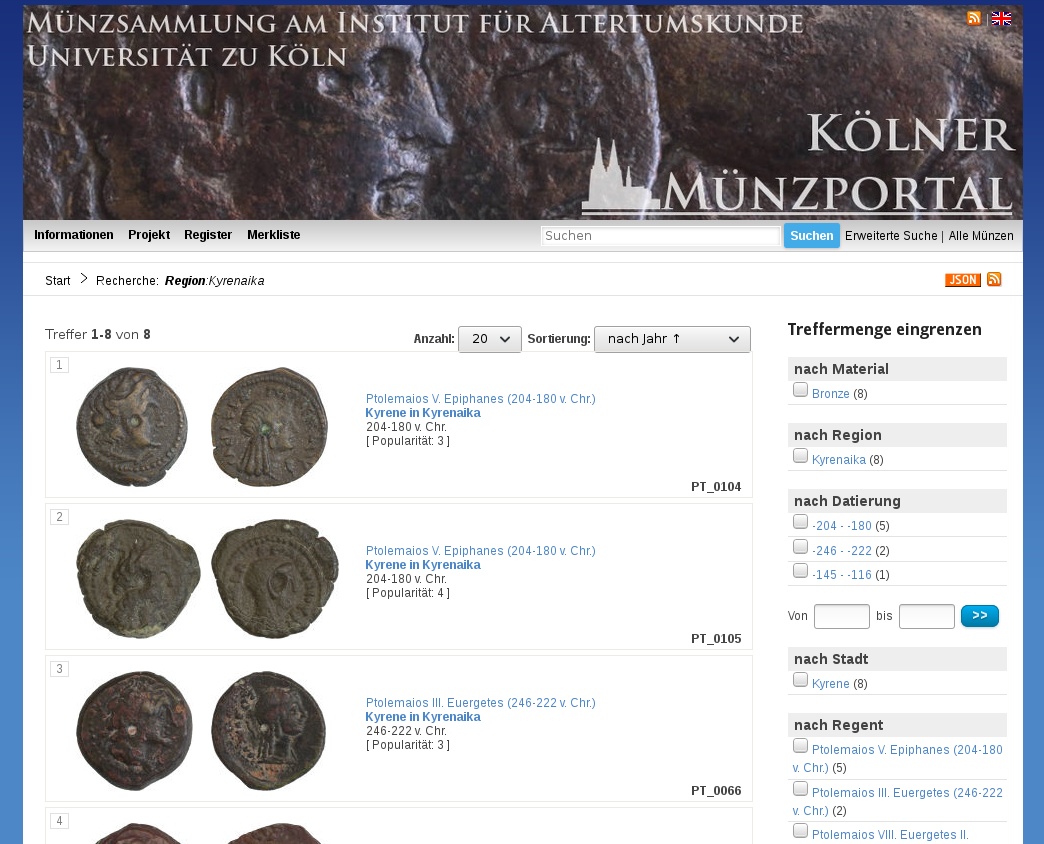 Münzsammlung am Institut für Altertumskunde
Universität zu Köln
Kölner
Münzportal
Informationen Projekt Register Merkliste Suchen Suchen Erweiterte Suche | Alle Münzen
Start > Recherche: Region:Kyrenaika JSON
Treffer 1-8 von 8
Anzahl: 20 Sortierung: nach Jahr ↑
1
Ptolemaios V. Epiphanes (204-180 v. Chr.)
Kyrene in Kyrenaika
204-180 v. Chr.
[ Popularität: 3 ]
PT_0104
2
Ptolemaios V. Epiphanes (204-180 v. Chr.)
Kyrene in Kyrenaika
204-180 v. Chr.
[ Popularität: 4 ]
PT_0105
3
Ptolemaios III. Euergetes (246-222 v. Chr.)
Kyrene in Kyrenaika
246-222 v. Chr.
[ Popularität: 3 ]
PT_0066
4
Treffermenge eingrenzen
nach Material
Bronze (8)
nach Region
Kyrenaika (8)
nach Datierung
-204 - -180 (5)
-246 - -222 (2)
-145 - -116 (1)
Von bis >>
nach Stadt
Kyrene (8)
nach Regent
Ptolemaios V. Epiphanes (204-180
v. Chr.) (5)
Ptolemaios III. Euergetes (246-222
v. Chr.) (2)
Ptolemaios VIII. Euergetes II.